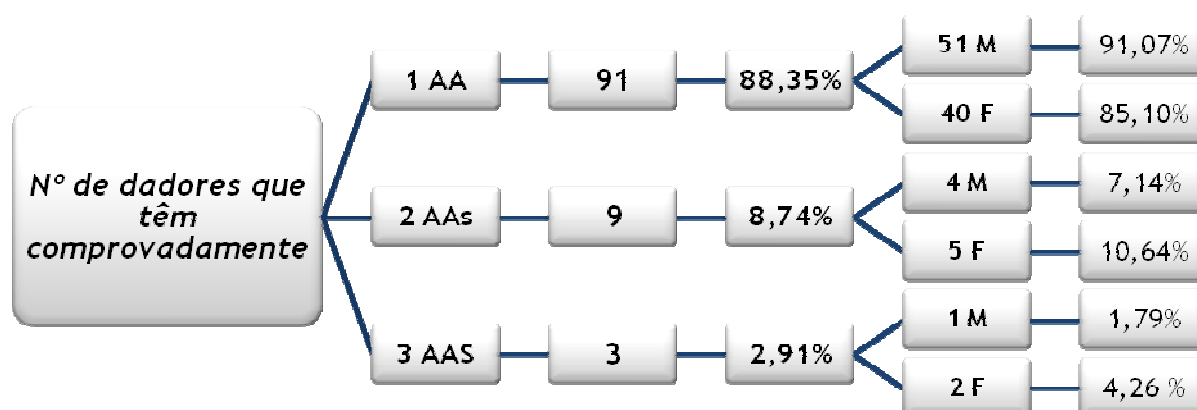 Nº de dadores que
têm
comprovadamente
1 AA
91
88,35%
51 M
91,07%
40 F
85,10%
2 AAs
9
8,74%
4 M
7,14%
5 F
10,64%
3 AAS
3
2,91%
1 M
1,79%
2 F
4,26 %